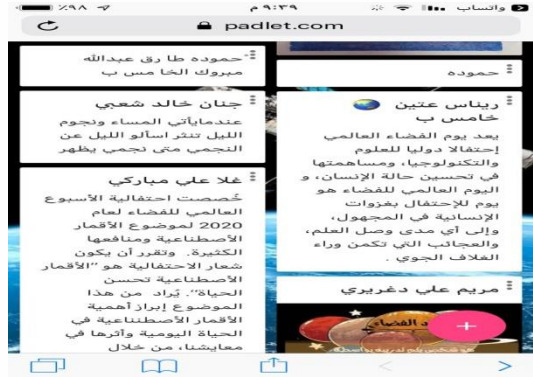 واتساب
٩:٣٩ م
٪٩٨
padlet.com
حموده
ريناس عتين
خامس ب
يعد يوم الفضاء العالمي
إحتفالا دوليا للعلوم
والتكنولوجيا، ومساهمتها
في تحسين حالة الإنسان، و
اليوم العالمي للفضاء هو
يوم للإحتفال بغزوات
الإنسانية في المجهول،
وإلى أي مدى وصل العلم،
والعجائب التي تكمن وراء
الغلاف الجوي .
مريم علي دغريري
د الفضاء
حموده طا رق عبدالله
مبروك الخا مس ب
جنان خالد شعبي
عندمايأتي المساء ونجوم
الليل تنثر اسألو الليل عن
النجمي متى نجمي يظهر
غلا علي مباركي
خُصصت احتفالية الأسبوع
العالمي للفضاء لعام
2020 لموضوع الأقمار
الأصطناعية ومنافعها
الكثيرة. وتقرر أن يكون
شعار الاحتفالية هو "الأقمار
الأصطناعية تحسن
الحياة". يُراد من هذا
الموضوع إبراز أهمية
الأقمار الأصطنناعية في
الحياة اليومية وآثرها في
معايشنا، من خلال